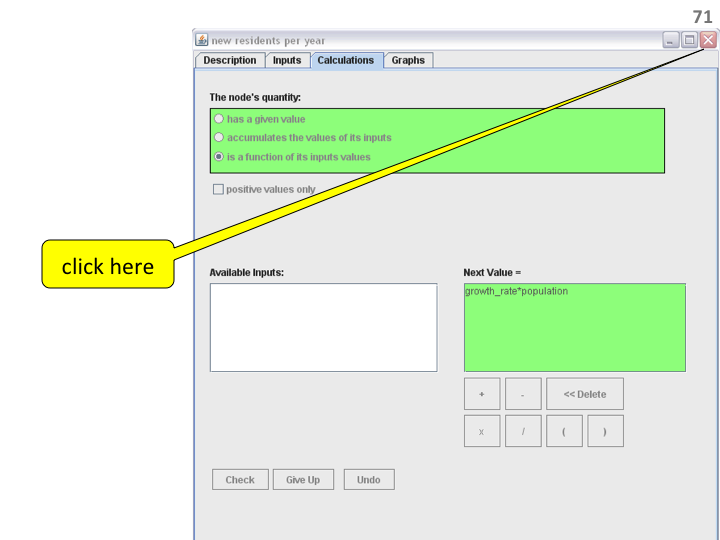 71
new residents per year
Description Inputs Calculations Graphs
The node's quantity:
has a given value
accumulates the values of its inputs
is a function of its inputs values
positive values only
click here
Available Inputs: Next Value =
growth_rate*population
+ - << Delete
x / ( )
Check Give Up Undo